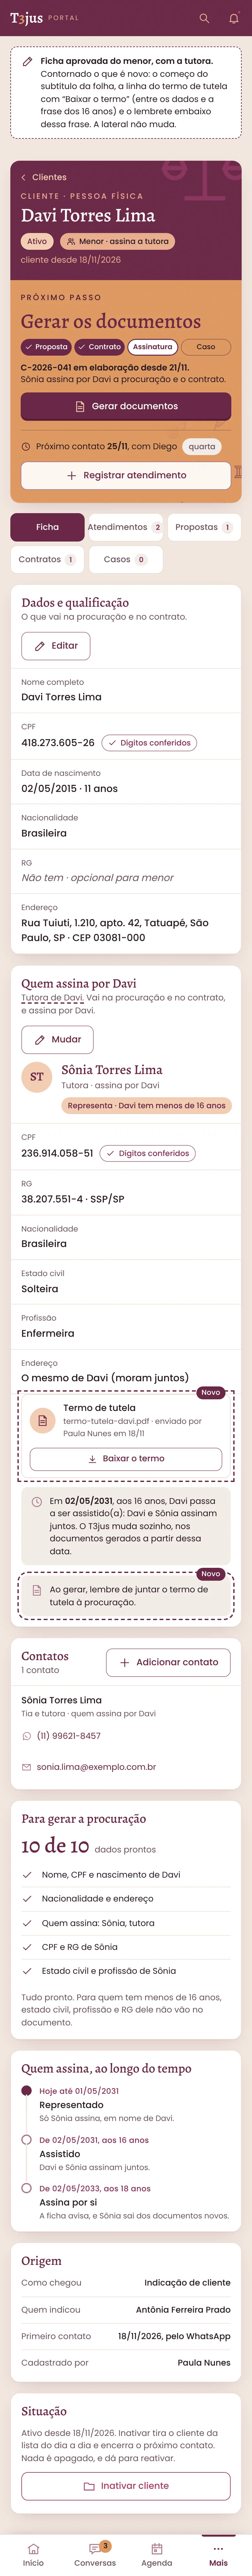 T3jus PORTAL
Ficha aprovada do menor, com a tutora.
Contornado o que é novo: o começo do
subtítulo da folha, a linha do termo de tutela
com “Baixar o termo” (entre os dados e a
frase dos 16 anos) e o lembrete embaixo
dessa frase. A lateral não muda.
Clientes
CLIENTE · PESSOA FÍSICA
Davi Torres Lima
Ativo
Menor · assina a tutora
cliente desde 18/11/2026
PRÓXIMO PASSO
Gerar os documentos
Proposta
Contrato
Assinatura
Caso
C-2026-041 em elaboração desde 21/11.
Sônia assina por Davi a procuração e o contrato.
Gerar documentos
Próximo contato 25/11, com Diego
quarta
Registrar atendimento
Ficha
Atendimentos 2
Propostas 1
Contratos 1
Casos 0
Dados e qualificação
O que vai na procuração e no contrato.
Editar
Nome completo
Davi Torres Lima
CPF
418.273.605-26
Dígitos conferidos
Data de nascimento
02/05/2015 · 11 anos
Nacionalidade
Brasileira
RG
Não tem · opcional para menor
Endereço
Rua Tuiuti, 1.210, apto. 42, Tatuapé, São
Paulo, SP · CEP 03081-000
Quem assina por Davi
Tutora de Davi. Vai na procuração e no contrato,
e assina por Davi.
Mudar
ST
Sônia Torres Lima
Tutora · assina por Davi
Representa · Davi tem menos de 16 anos
CPF
236.914.058-51
Dígitos conferidos
RG
38.207.551-4 · SSP/SP
Nacionalidade
Brasileira
Estado civil
Solteira
Profissão
Enfermeira
Endereço
O mesmo de Davi (moram juntos)
Novo
Termo de tutela
termo-tutela-davi.pdf · enviado por
Paula Nunes em 18/11
Baixar o termo
Em 02/05/2031, aos 16 anos, Davi passa
a ser assistido(a): Davi e Sônia assinam
juntos. O T3jus muda sozinho, nos
documentos gerados a partir dessa
data.
Novo
Ao gerar, lembre de juntar o termo de
tutela à procuração.
Contatos
1 contato
Adicionar contato
Sônia Torres Lima
Tia e tutora · quem assina por Davi
(11) 99621-8457
sonia.lima@exemplo.com.br
Para gerar a procuração
10 de 10 dados prontos
Nome, CPF e nascimento de Davi
Nacionalidade e endereço
Quem assina: Sônia, tutora
CPF e RG de Sônia
Estado civil e profissão de Sônia
Tudo pronto. Para quem tem menos de 16 anos,
estado civil, profissão e RG dele não vão no
documento.
Quem assina, ao longo do tempo
Hoje até 01/05/2031
Representado
Só Sônia assina, em nome de Davi.
De 02/05/2031, aos 16 anos
Assistido
Davi e Sônia assinam juntos.
De 02/05/2033, aos 18 anos
Assina por si
A ficha avisa, e Sônia sai dos documentos novos.
Origem
Como chegou
Indicação de cliente
Quem indicou
Antônia Ferreira Prado
Primeiro contato
18/11/2026, pelo WhatsApp
Cadastrado por
Paula Nunes
Situação
Ativo desde 18/11/2026. Inativar tira o cliente da
lista do dia a dia e encerra o próximo contato.
Nada é apagado, e dá para reativar.
Inativar cliente
Início
Conversas 3
Agenda
Mais